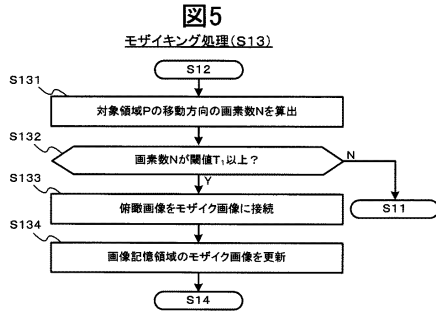 図5
モザイキング処理(S13)
S12
S131
対象領域Pの移動方向の画素数Nを算出
S132
画素数Nが閾値T₁以上?
N
Y
S133
俯瞰画像をモザイク画像に接続
S11
S134
画像記憶領域のモザイク画像を更新
S14